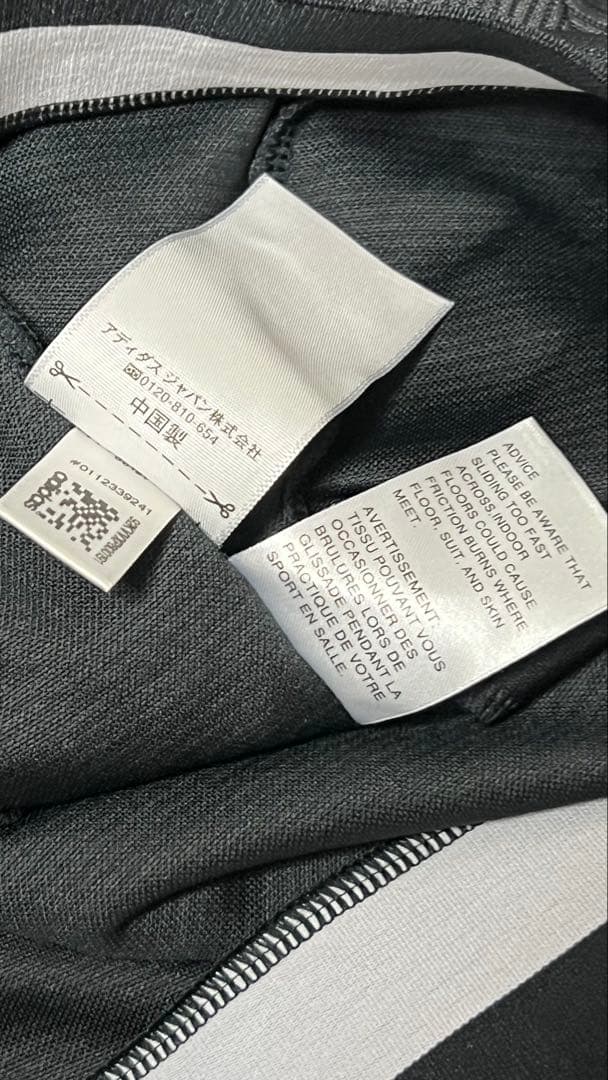 アディダス ジャパン株式会社
0120-810-654
中国製
#0112339241
ADVICE
PLEASE BE AWARE THAT
SLIDING TOO FAST
ACROSS INDOOR
FLOORS COULD CAUSE
FRICTION BURNS WHERE
FLOOR, SUIT, AND SKIN
MEET.
AVERTISSEMENT:
TISSU POUVANT VOUS
OCCASIONNER DES
BRULURES LORS DE
GLISSADE PENDANT LA
PRACTIQUE DE VOTRE
SPORT EN SALLE.